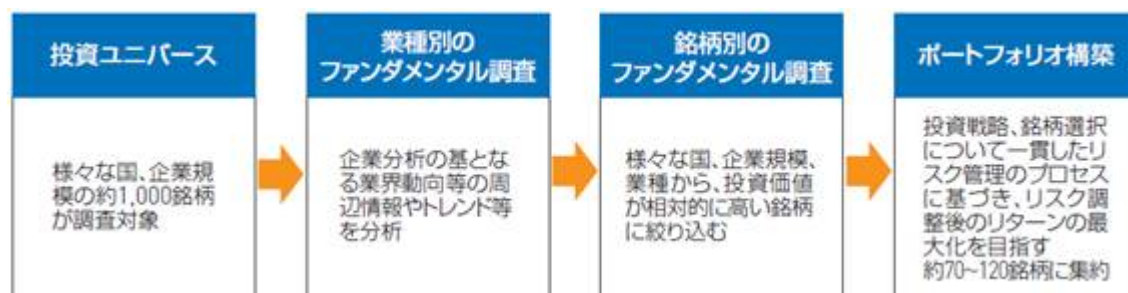 投資ユニバース
様々な国、企業規
模の約1,000銘柄
が調査対象
業種別の
ファンダメンタル調査
企業分析の基とな
る業界動向等の周
辺情報やトレンド等
を分析
銘柄別の
ファンダメンタル調査
様々な国、企業規模、
業種から、投資価値
が相対的に高い銘柄
に絞り込む
ポートフォリオ構築
投資戦略、銘柄選択
について一貫したリ
スク管理のプロセス
に基づき、リスク調
整後のリターンの最
大化を目指す
約70~120銘柄に集約